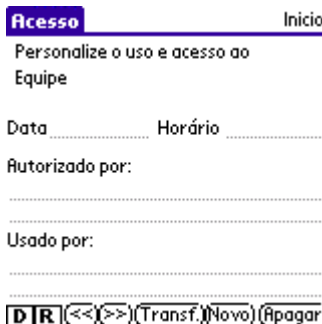 Acesso Inicio
Personalize o uso e acesso ao
Equipe
Data Horário
Autorizado por:
Usado por:
D R << >> Transf. Novo Apagar